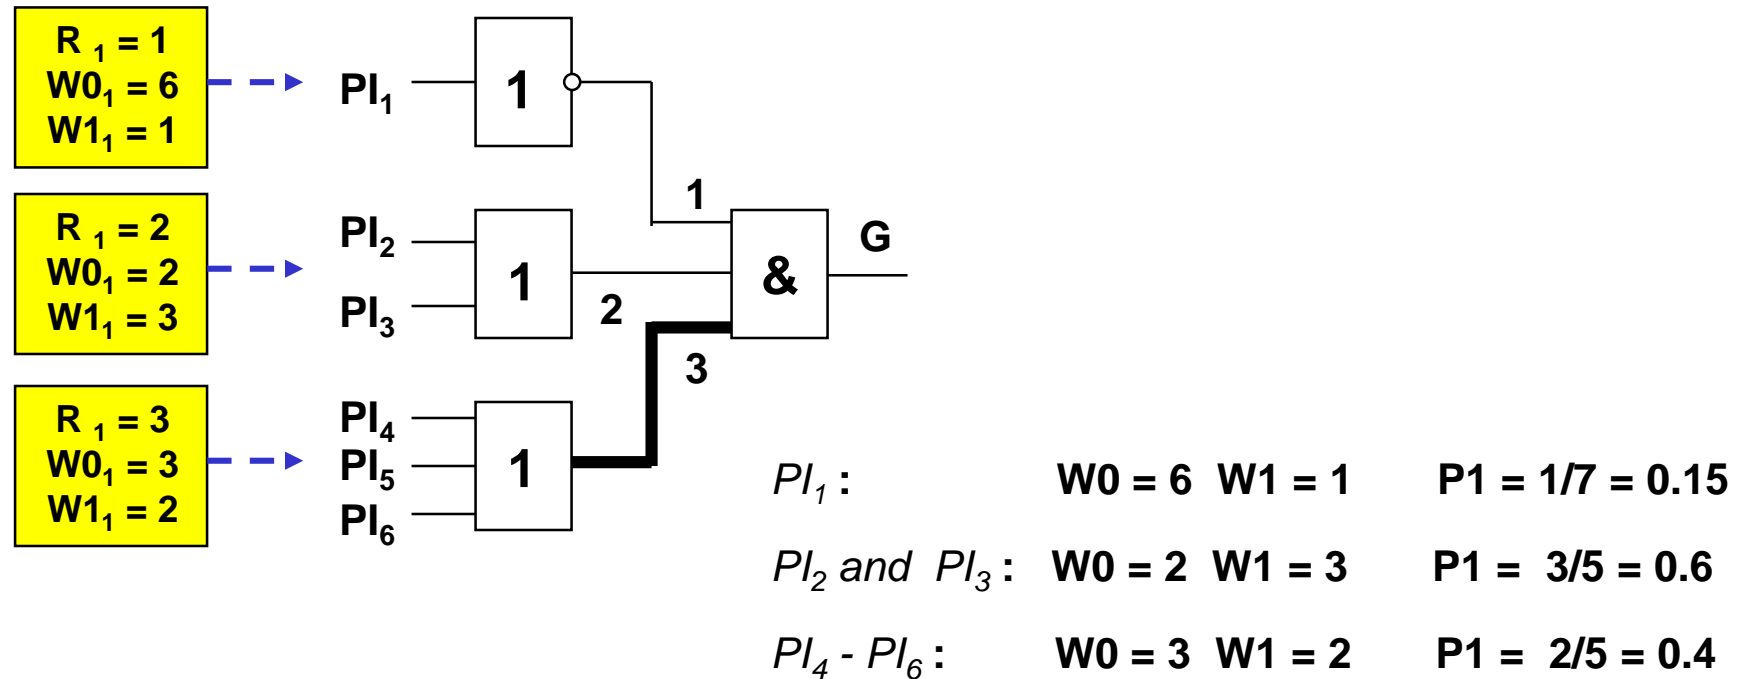 R 1 = 1
W01 = 6
W11 = 1
R 1 = 2
W01 = 2
W11 = 3
R 1 = 3
W01 = 3
W11 = 2
PI1
PI2
PI3
PI4
PI5
PI6
1
1
1
1
2
3
&
G
PI1 : W0 = 6 W1 = 1 P1 = 1/7 = 0.15
PI2 and PI3 : W0 = 2 W1 = 3 P1 = 3/5 = 0.6
PI4 - PI6 : W0 = 3 W1 = 2 P1 = 2/5 = 0.4